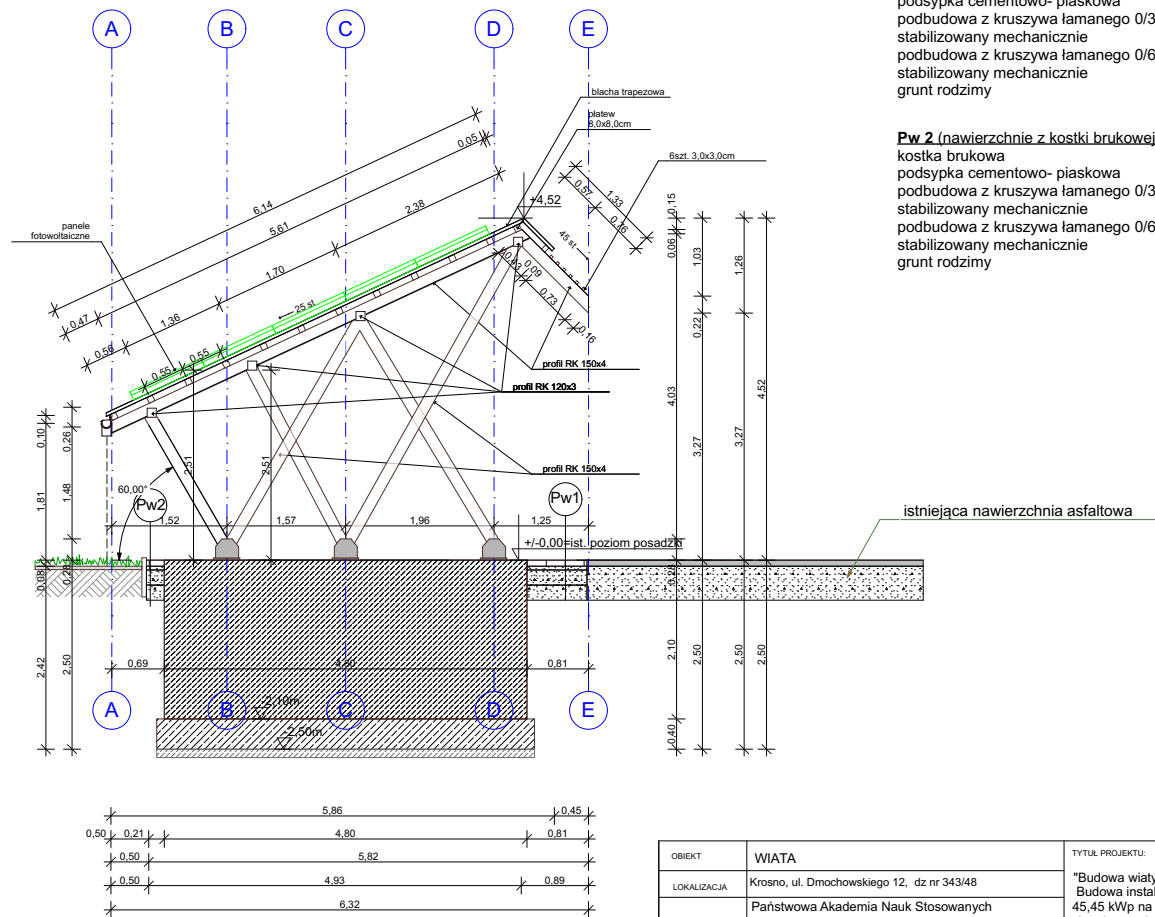 podsypka cementowo- piaskowa
podbudowa z kruszywa łamanego 0/3
stabilizowany mechanicznie
podbudowa z kruszywa łamanego 0/6
stabilizowany mechanicznie
grunt rodzimy
Pw 2 (nawierzchnie z kostki brukowej
kostka brukowa
podsypka cementowo- piaskowa
podbudowa z kruszywa łamanego 0/3
stabilizowany mechanicznie
podbudowa z kruszywa łamanego 0/6
stabilizowany mechanicznie
grunt rodzimy
A B C D E
blacha trapezowa
płatew
8,0x8,0cm
6szt. 3,0x3,0cm
panele
fotowoltaiczne
0,05
6,14
5,61
2,38
1,70
0,47
1,36
0,56
0,55
0,55
25 st
+4,52
0,57
1,33
0,76
45 st
0,43
0,09
0,73
0,16
0,15
0,06
1,03
1,26
0,22
4,03
3,27
3,27
4,52
profil RK 150x4
profil RK 120x3
profil RK 150x4
0,10
0,26
1,81
1,48
2,51
2,51
60,00°
Pw2
Pw1
1,52 1,57 1,96 1,25
+/-0,00=ist. poziom posadzki
istniejąca nawierzchnia asfaltowa
0,08
0,28
0,28
2,42
2,50
0,69 4,80 0,81
2,10
2,50
2,50
2,50
0,40
A B C D E
-2,10m
-2,50m
5,86 0,45
0,50 0,21 4,80 0,81
0,50 5,82
0,50 4,93 0,89
6,32
OBIEKT WIATA
LOKALIZACJA Krosno, ul. Dmochowskiego 12, dz nr 343/48
Państwowa Akademia Nauk Stosowanych
TYTUŁ PROJEKTU:
"Budowa wiaty
Budowa instal
45,45 kWp na